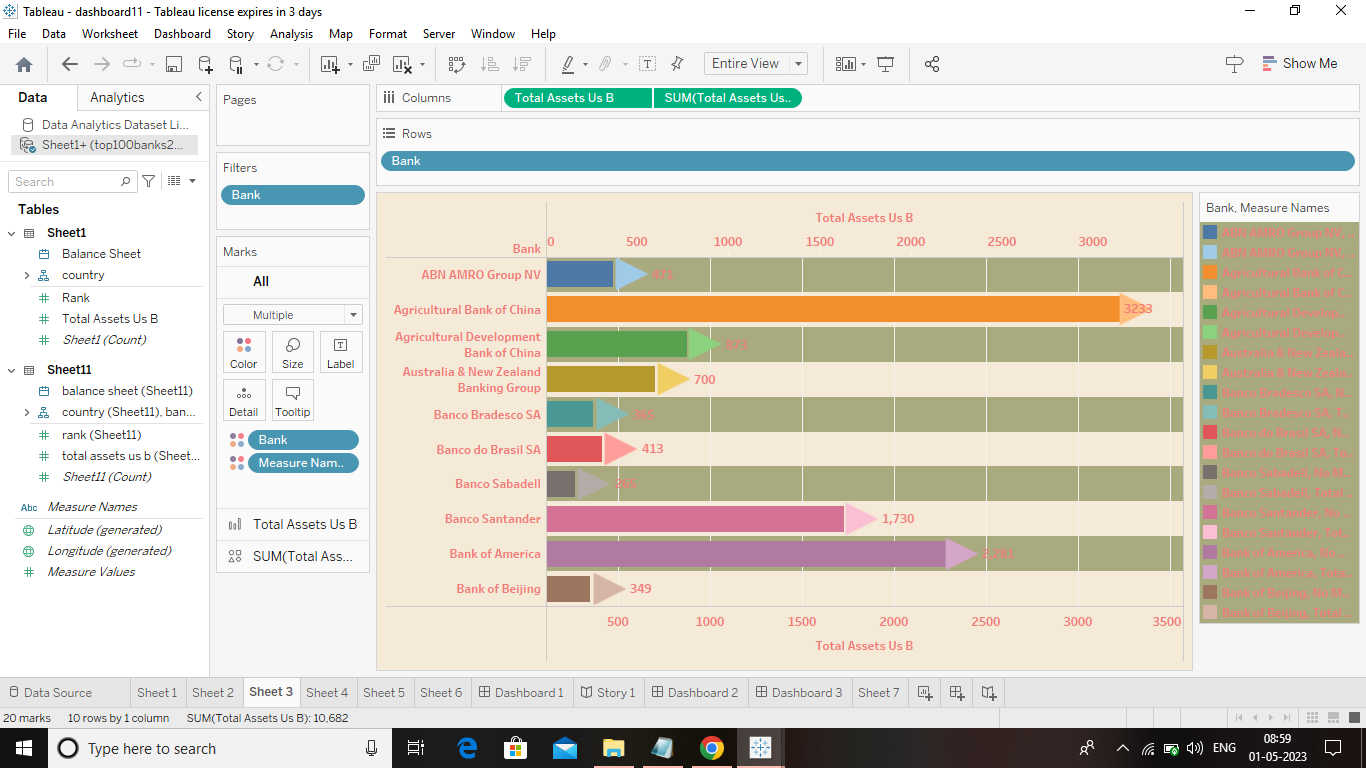 Tableau - dashboard11 - Tableau license expires in 3 days
File Data Worksheet Dashboard Story Analysis Map Format Server Window Help
Entire View
Show Me
Data Analytics
Data Analytics Dataset Li...
Sheet1+ (top100banks2...
Search
Tables
Sheet1
Balance Sheet
country
Rank
Total Assets Us B
Sheet1 (Count)
Sheet11
balance sheet (Sheet11)
country (Sheet11), ban...
rank (Sheet11)
total assets us b (Sheet...
Sheet11 (Count)
Abc Measure Names
Latitude (generated)
Longitude (generated)
Measure Values
Pages
Filters
Bank
Marks
All
Multiple
Color Size Label
Detail Tooltip
Bank
Measure Nam..
Total Assets Us B
SUM(Total Ass...
Columns Total Assets Us B SUM(Total Assets Us..
Rows
Bank
Total Assets Us B
Bank 0 500 1000 1500 2000 2500 3000
ABN AMRO Group NV 471
Agricultural Bank of China 3233
Agricultural Development
Bank of China 873
Australia & New Zealand
Banking Group 700
Banco Bradesco SA 365
Banco do Brasil SA 413
Banco Sabadell 265
Banco Santander 1,730
Bank of America
Bank of Beijing 349
500 1000 1500 2000 2500 3000 3500
Total Assets Us B
Bank, Measure Names
ABN AMRO Group NV, ...
ABN AMRO Group NV, ...
Agricultural Bank of C...
Agricultural Bank of C...
Agricultural Develop...
Agricultural Develop...
Australia & New Zeala...
Australia & New Zeala...
Banco Bradesco SA, N...
Banco Bradesco SA, T...
Banco do Brasil SA, N...
Banco do Brasil SA, To...
Banco Sabadell, No M...
Banco Sabadell, Total...
Banco Santander, No ...
Banco Santander, Tot...
Bank of America, No ...
Bank of America, Tota...
Bank of Beijing, No M...
Bank of Beijing, Total...
Data Source Sheet 1 Sheet 2 Sheet 3 Sheet 4 Sheet 5 Sheet 6 Dashboard 1 Story 1 Dashboard 2 Dashboard 3 Sheet 7
20 marks 10 rows by 1 column SUM(Total Assets Us B): 10,682
Type here to search
ENG
08:59
01-05-2023